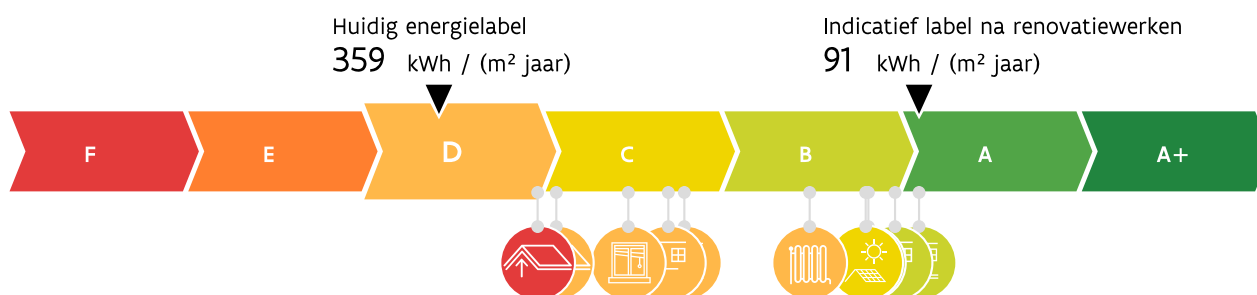 Huidig energielabel
359 kWh / (m² jaar)
Indicatief label na renovatiewerken
91 kWh / (m² jaar)
F E D C B A A+